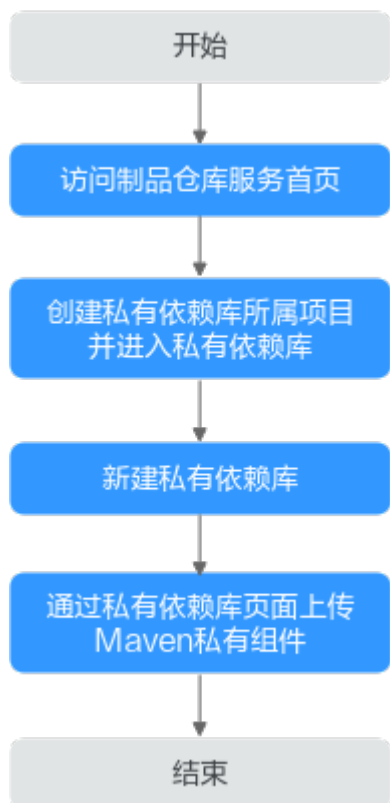 开始
访问制品仓库服务首页
创建私有依赖库所属项目
并进入私有依赖库
新建私有依赖库
通过私有依赖库页面上传
Maven私有组件
结束